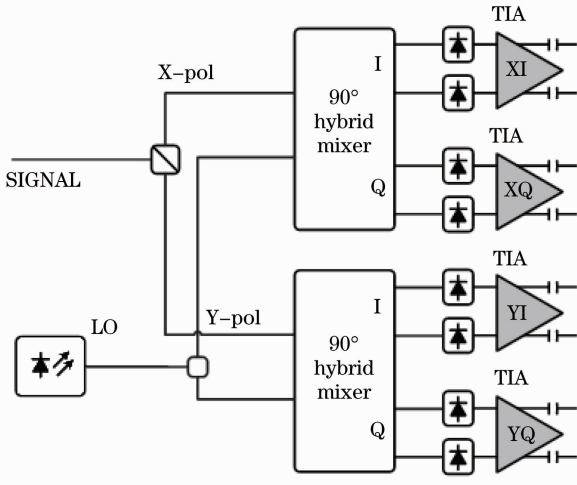 TIA
X-pol
I
XI
90°
hybrid
mixer
TIA
SIGNAL
Q
XQ
TIA
LO
Y-pol
I
YI
90°
hybrid
mixer
TIA
Q
YQ